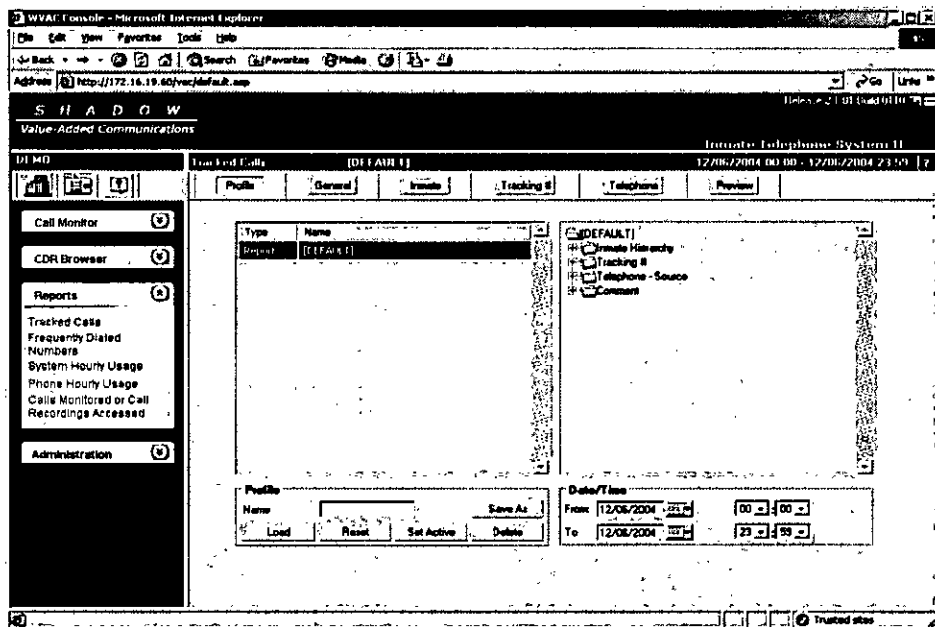 WVAC Console - Microsoft Internet Explorer
File Edit View Favorites Tools Help
Back Search Favorites Media
Address http://172.16.19.60/vac/default.asp Go Links
SHADOW
Value-Added Communications
Inmate Telephone System II
DEMO
Tracked Calls [DEFAULT] 12/06/2004 00:00 - 12/06/2004 23:59 ?
Profile General Inmate Tracking # Telephone Preview
Call Monitor
CDR Browser
Reports
Tracked Calls
Frequently Dialed
Numbers
System Hourly Usage
Phone Hourly Usage
Calls Monitored or Call
Recordings Accessed
Administration
Type Name
Report [DEFAULT]
[DEFAULT]
Inmate Hierarchy
Tracking #
Telephone - Source
Comment
Profile
Name Save As
Load Reset Set Active Delete
Date/Time
From 12/06/2004 00 : 00
To 12/06/2004 23 : 59
Trusted sites